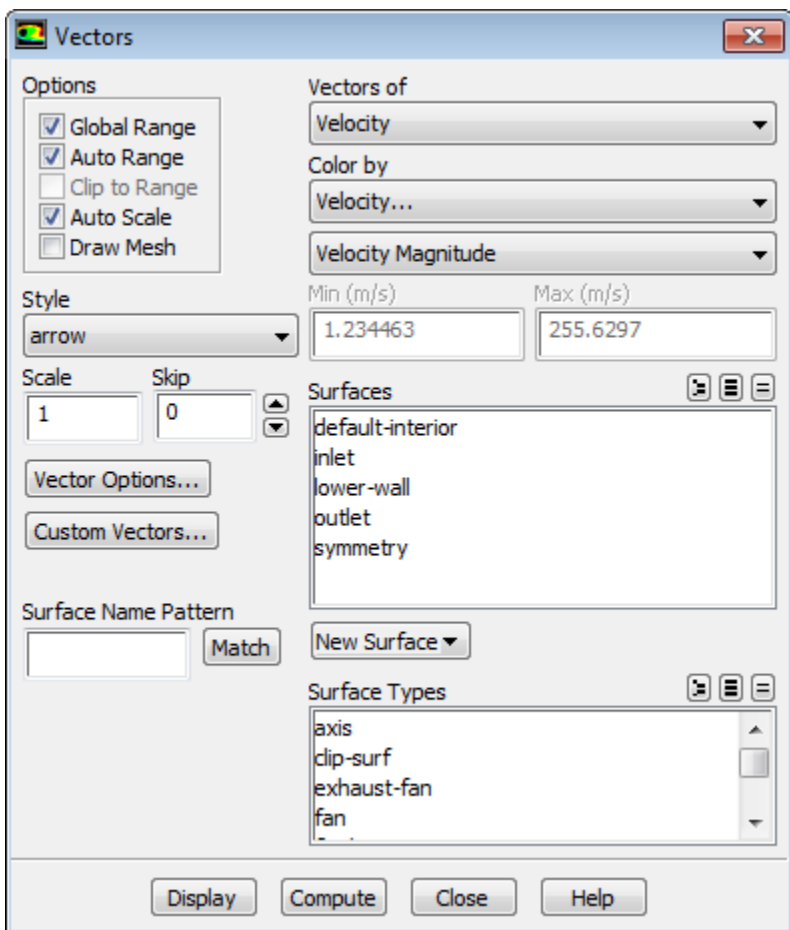 Vectors
Options
Global Range
Auto Range
Clip to Range
Auto Scale
Draw Mesh
Style
arrow
Scale Skip
1 0
Vector Options...
Custom Vectors...
Surface Name Pattern
Match
Vectors of
Velocity
Color by
Velocity...
Velocity Magnitude
Min (m/s) Max (m/s)
1.234463 255.6297
Surfaces
default-interior
inlet
lower-wall
outlet
symmetry
New Surface
Surface Types
axis
clip-surf
exhaust-fan
fan
Display Compute Close Help